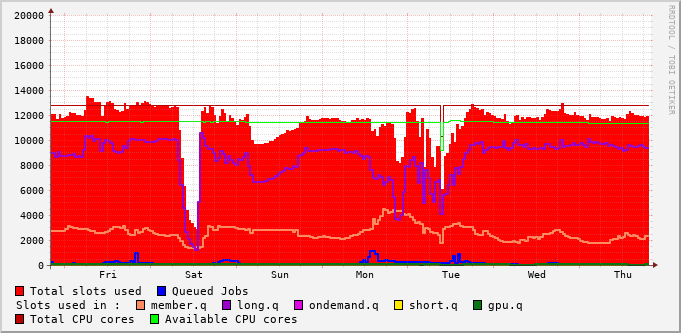 20000
18000
16000
14000
12000
10000
8000
6000
4000
2000
0
Fri Sat Sun Mon Tue Wed Thu
Total slots used Queued Jobs
Slots used in : member.q long.q ondemand.q short.q gpu.q
Total CPU cores Available CPU cores
RRDTOOL / TOBI OETIKER